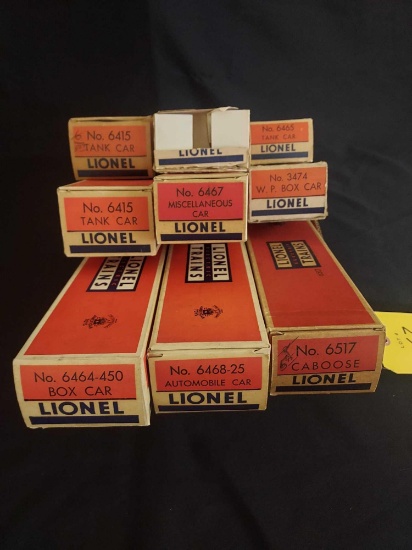 No. 6415
TANK CAR
LIONEL
LIONEL
No. 6465
TANK CAR
LIONEL
No. 6415
TANK CAR
LIONEL
No. 6467
MISCELLANEOUS
CAR
LIONEL
No. 3474
W. P. BOX CAR
LIONEL
LIONEL
TRAINS
LIONEL
TRAINS
LIONEL
TRAINS
No. 6464-450
BOX CAR
LIONEL
No. 6468-25
AUTOMOBILE CAR
LIONEL
No. 6517
CABOOSE
LIONEL